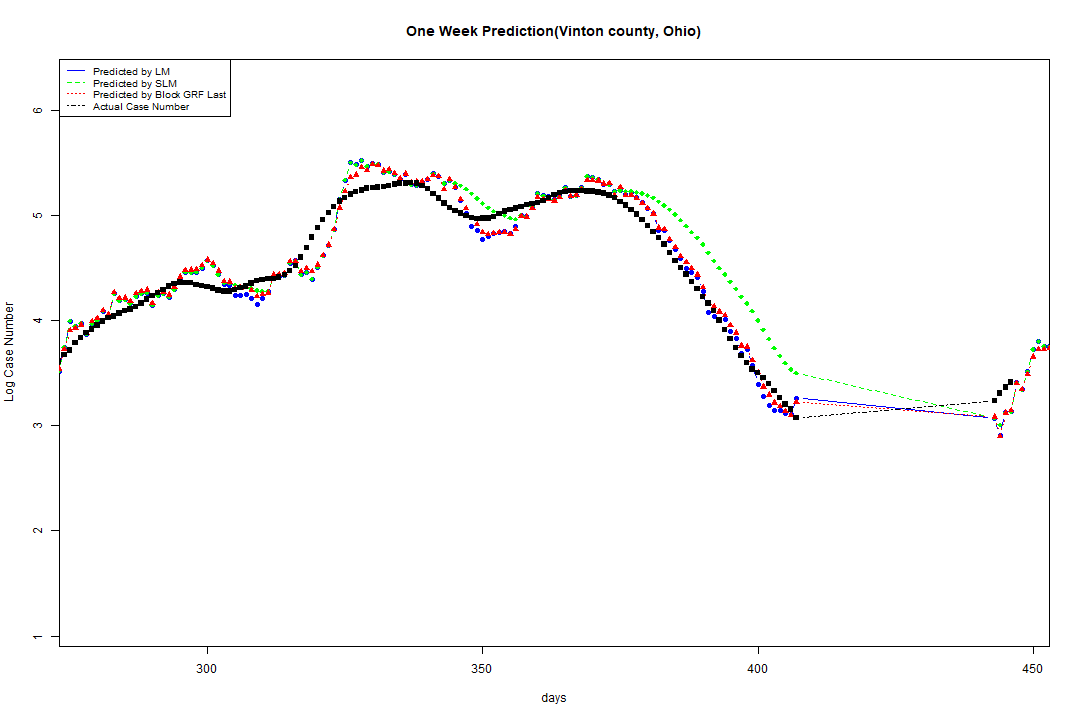 One Week Prediction(Vinton county, Ohio)
Predicted by LM
Predicted by SLM
Predicted by Block GRF Last
Actual Case Number
6
5
4
3
2
1
Log Case Number
300
350
400
450
days